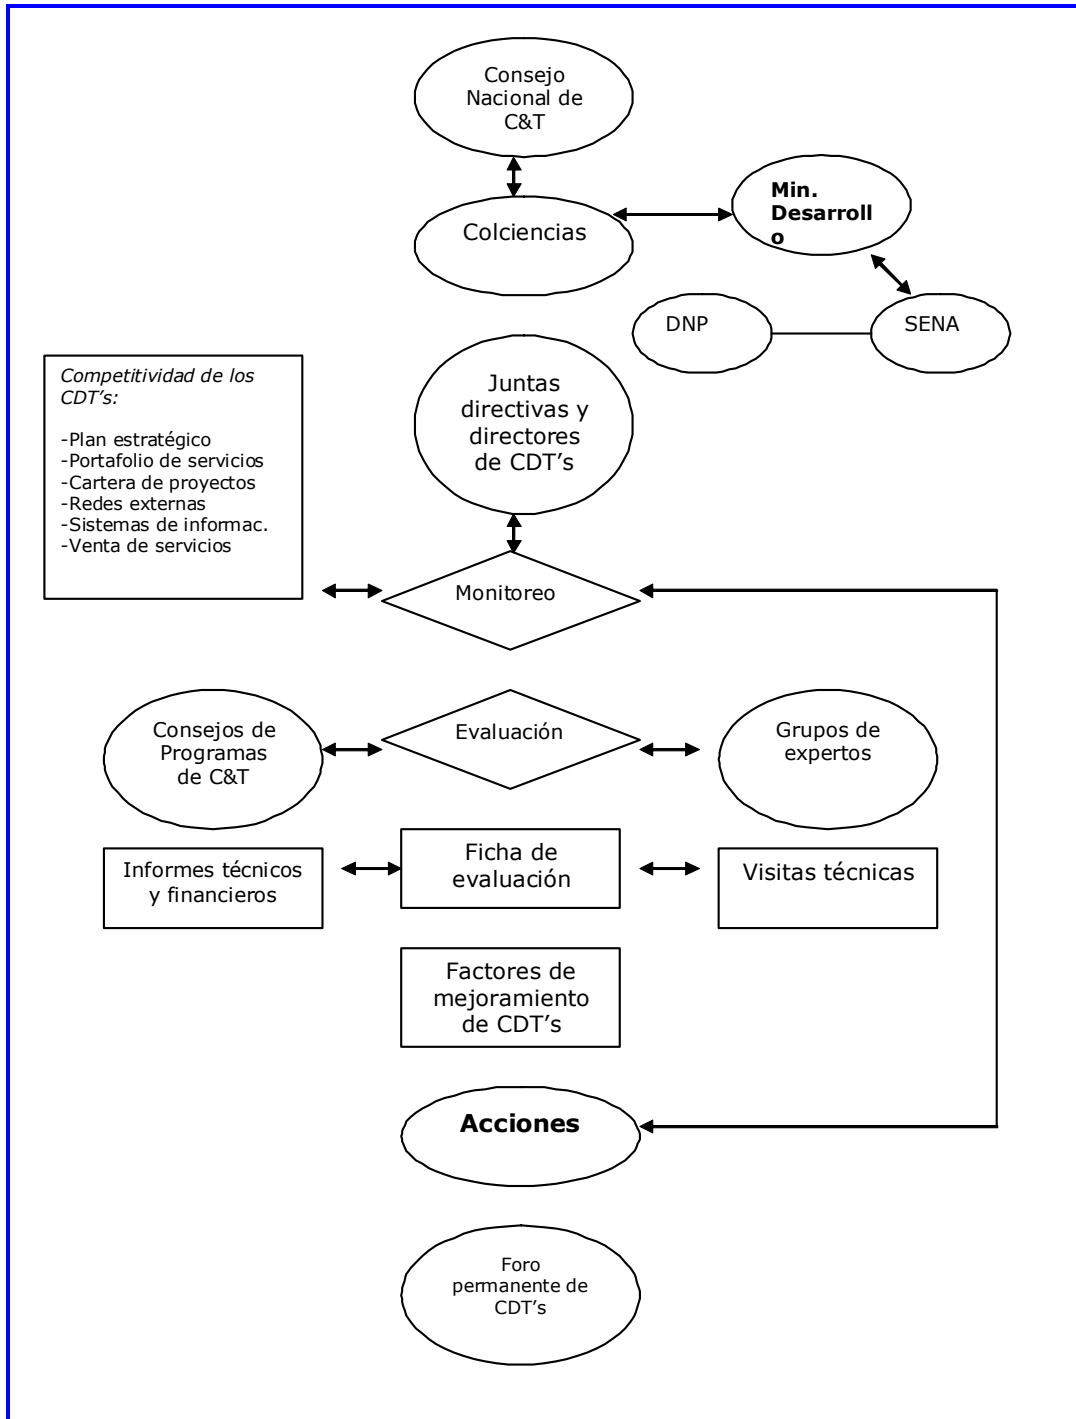 Consejo
Nacional de
C&T
Min.
Desarroll
o
Colciencias
DNP
SENA
Competitividad de los
CDT’s:
-Plan estratégico
-Portafolio de servicios
-Cartera de proyectos
-Redes externas
-Sistemas de informac.
-Venta de servicios
Juntas
directivas y
directores
de CDT’s
Monitoreo
Consejos de
Programas
de C&T
Evaluación
Grupos de
expertos
Informes técnicos
y financieros
Ficha de
evaluación
Visitas técnicas
Factores de
mejoramiento
de CDT’s
Acciones
Foro
permanente de
CDT’s